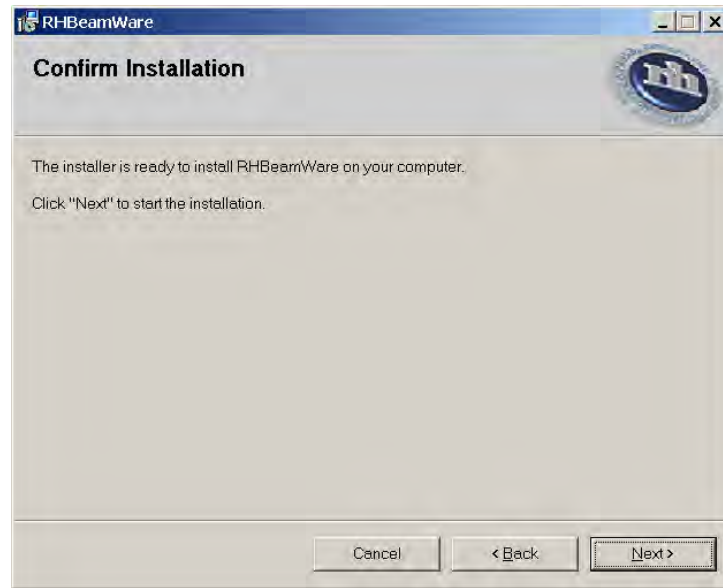 RHBeamWare
Confirm Installation
rh
The installer is ready to install RHBeamWare on your computer.
Click "Next" to start the installation.
Cancel
< Back
Next >